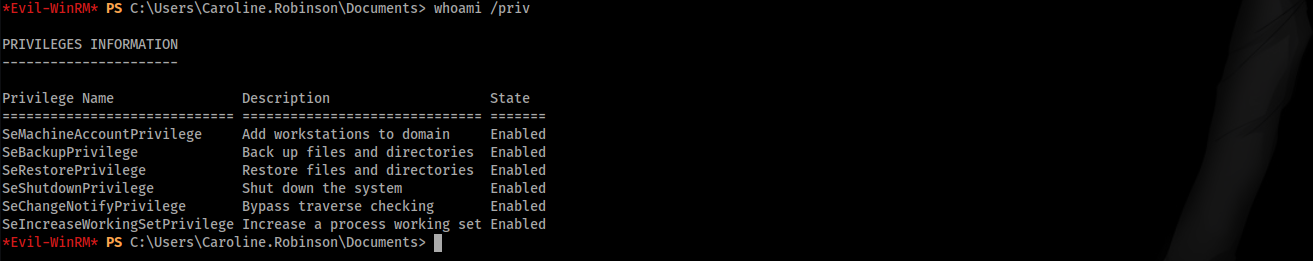 *Evil-WinRM* PS C:\Users\Caroline.Robinson\Documents> whoami /priv
PRIVILEGES INFORMATION
----------------------
Privilege Name                Description                    State
============================= ============================== =======
SeMachineAccountPrivilege     Add workstations to domain     Enabled
SeBackupPrivilege             Back up files and directories  Enabled
SeRestorePrivilege            Restore files and directories  Enabled
SeShutdownPrivilege           Shut down the system           Enabled
SeChangeNotifyPrivilege       Bypass traverse checking       Enabled
SeIncreaseWorkingSetPrivilege Increase a process working set Enabled
*Evil-WinRM* PS C:\Users\Caroline.Robinson\Documents>